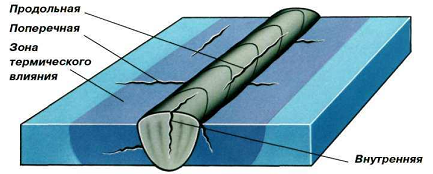 Продольная
Поперечная
Зона
термического
влияния
Внутренняя